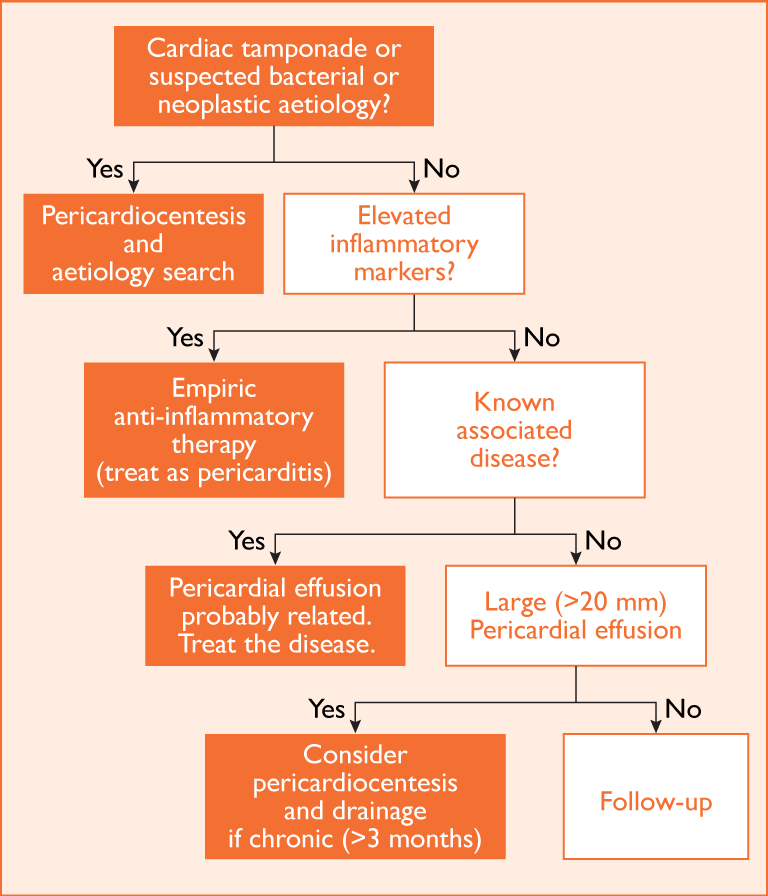 Cardiac tamponade or
suspected bacterial or
neoplastic aetiology?
Yes
No
Pericardiocentesis
and
aetiology search
Elevated
inflammatory
markers?
Yes
No
Empiric
anti-inflammatory
therapy
(treat as pericarditis)
Known
associated
disease?
Yes
No
Pericardial effusion
probably related.
Treat the disease.
Large (>20 mm)
Pericardial effusion
Yes
No
Consider
pericardiocentesis
and drainage
if chronic (>3 months)
Follow-up